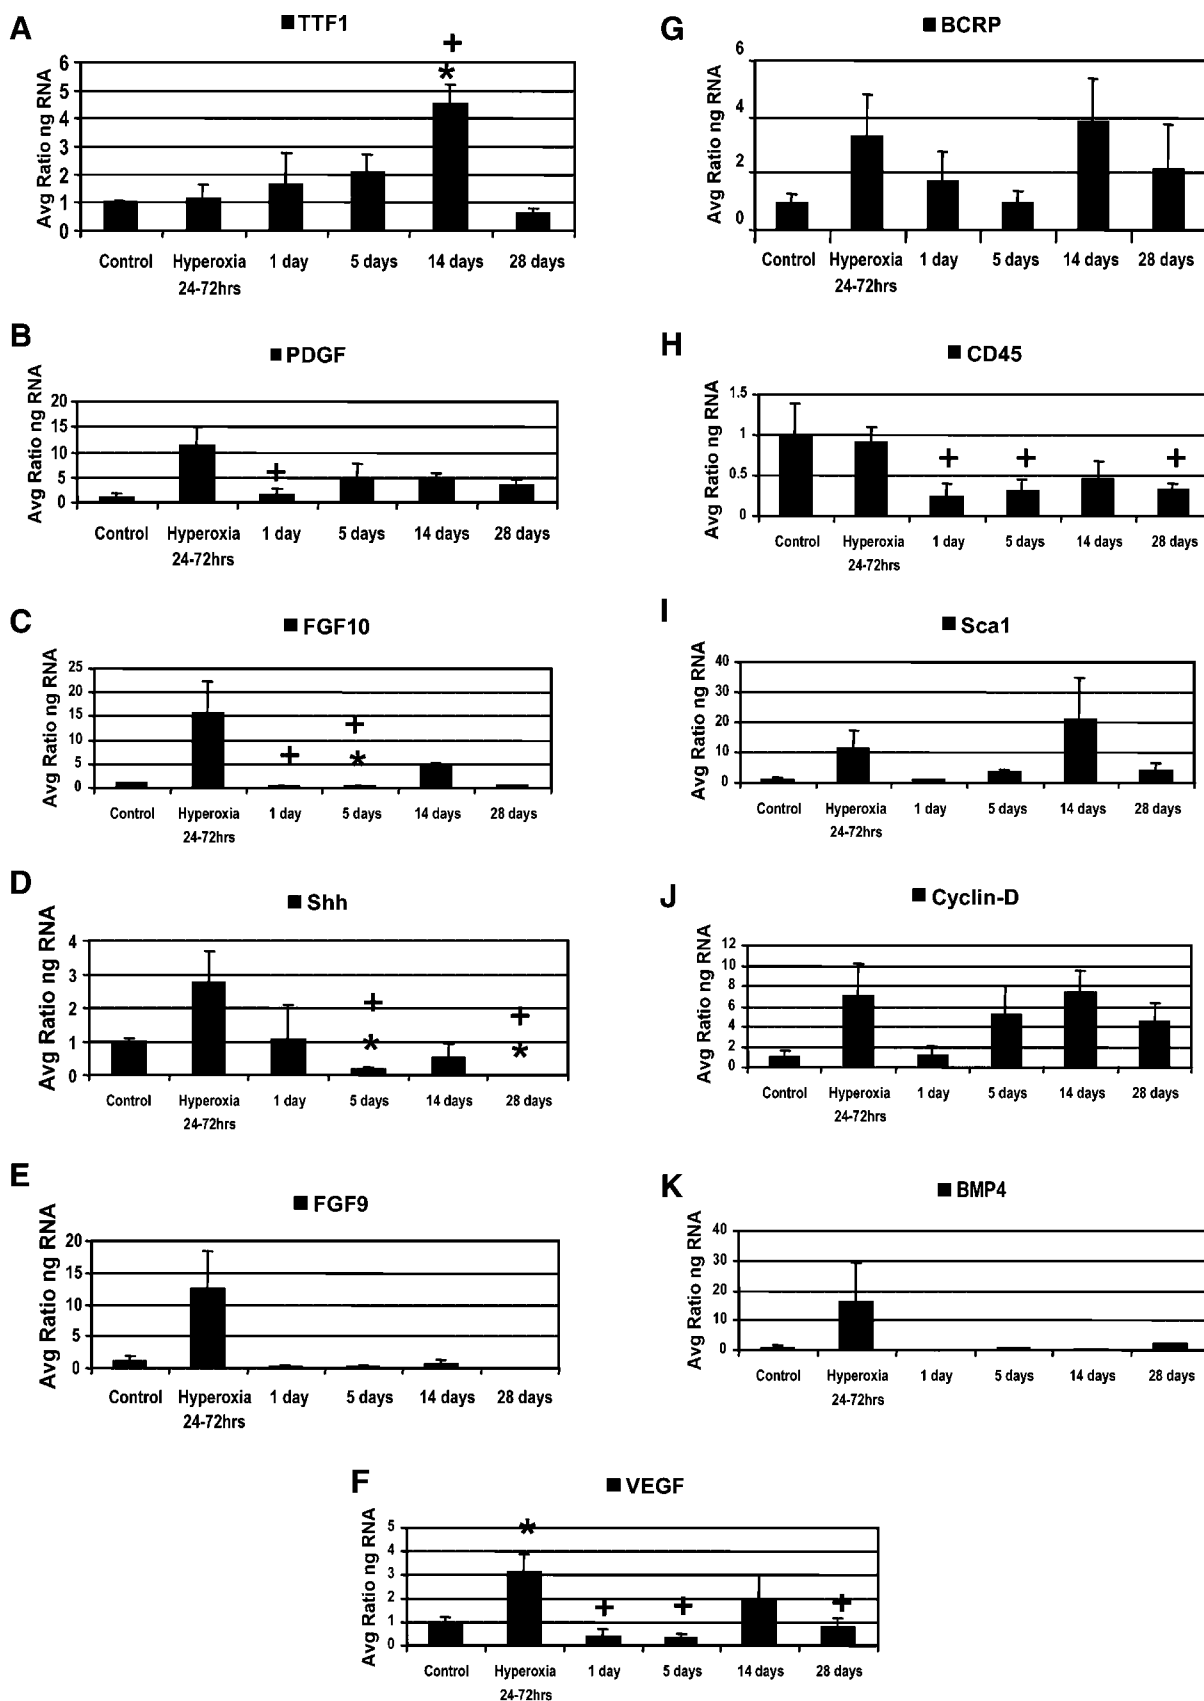 A
TTF1
Avg Ratio ng RNA
6
5
4
3
2
1
0
+
*
Control Hyperoxia 1 day 5 days 14 days 28 days
24-72hrs
B
PDGF
Avg Ratio ng RNA
20
15
10
5
0
+
Control Hyperoxia 1 day 5 days 14 days 28 days
24-72hrs
C
FGF10
Avg Ratio ng RNA
25
20
15
10
5
0
+ +
*
Control Hyperoxia 1 day 5 days 14 days 28 days
24-72hrs
D
Shh
Avg Ratio ng RNA
4
3
2
1
0
+ +
* *
Control Hyperoxia 1 day 5 days 14 days 28 days
24-72hrs
E
FGF9
Avg Ratio ng RNA
20
15
10
5
0
Control Hyperoxia 1 day 5 days 14 days 28 days
24-72hrs
F
VEGF
Avg Ratio ng RNA
5
4
3
2
1
0
*
+ + +
Control Hyperoxia 1 day 5 days 14 days 28 days
24-72hrs
G
BCRP
Avg Ratio ng RNA
6
4
2
0
Control Hyperoxia 1 day 5 days 14 days 28 days
24-72hrs
H
CD45
Avg Ratio ng RNA
1.5
1
0.5
0
+ + +
Control Hyperoxia 1 day 5 days 14 days 28 days
24-72hrs
I
Sca1
Avg Ratio ng RNA
40
30
20
10
0
Control Hyperoxia 1 day 5 days 14 days 28 days
24-72hrs
J
Cyclin-D
Avg Ratio ng RNA
12
10
8
6
4
2
0
Control Hyperoxia 1 day 5 days 14 days 28 days
24-72hrs
K
BMP4
Avg Ratio ng RNA
40
30
20
10
0
Control Hyperoxia 1 day 5 days 14 days 28 days
24-72hrs